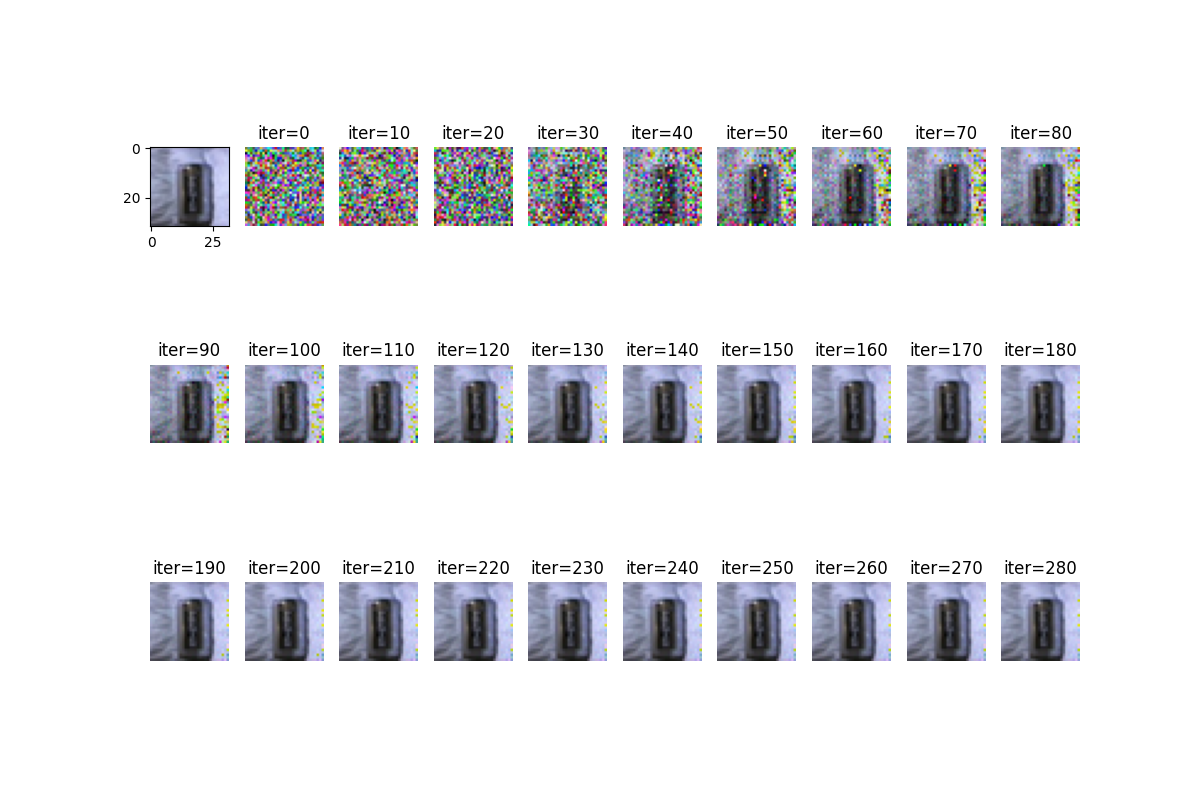 iter=0 iter=10 iter=20 iter=30 iter=40 iter=50 iter=60 iter=70 iter=80
0
20
0 25
iter=90 iter=100 iter=110 iter=120 iter=130 iter=140 iter=150 iter=160 iter=170 iter=180
iter=190 iter=200 iter=210 iter=220 iter=230 iter=240 iter=250 iter=260 iter=270 iter=280